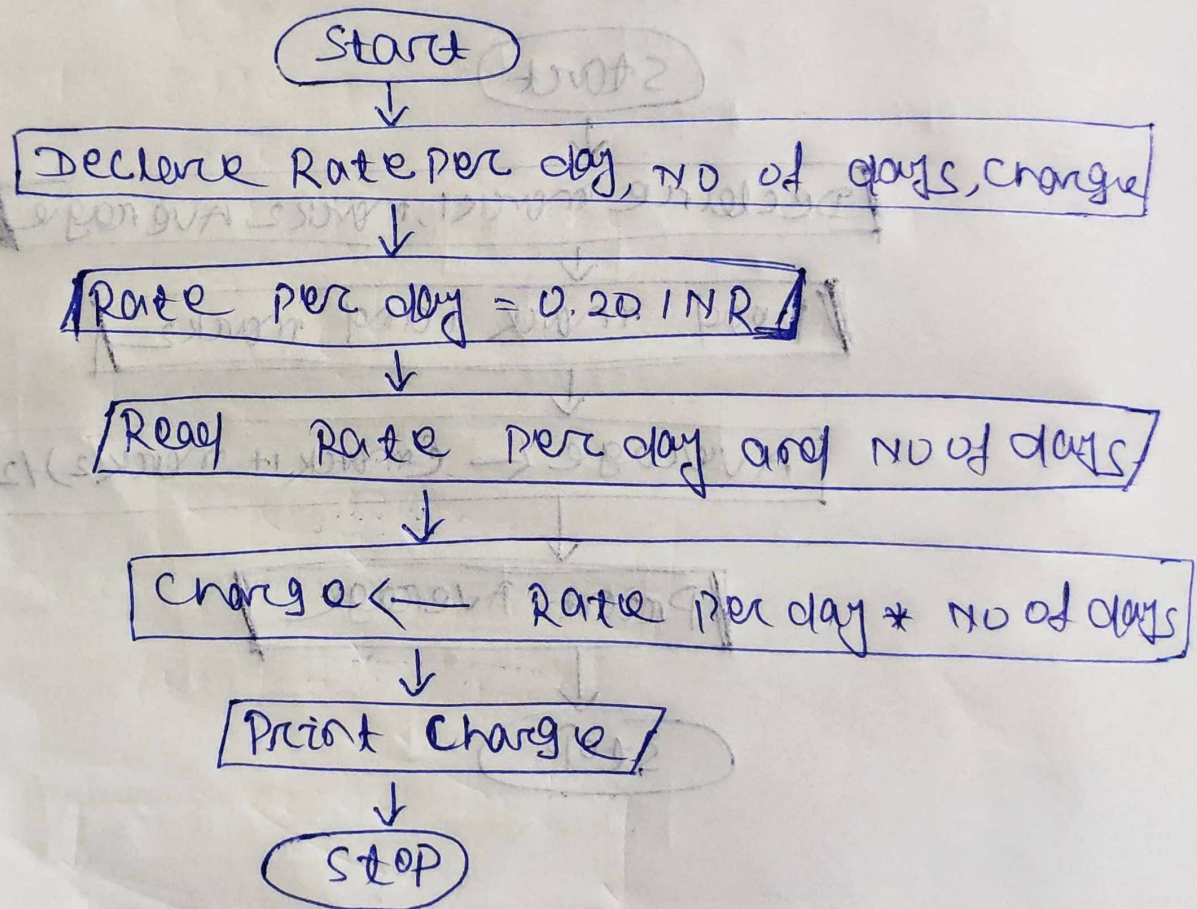 Start
Declere Rate per day, NO of days, Charge
Rate per day = 0.20 INR
Read Rate per day and NO of days
Charge <— Rate per day * NO of days
Print Charge
Stop